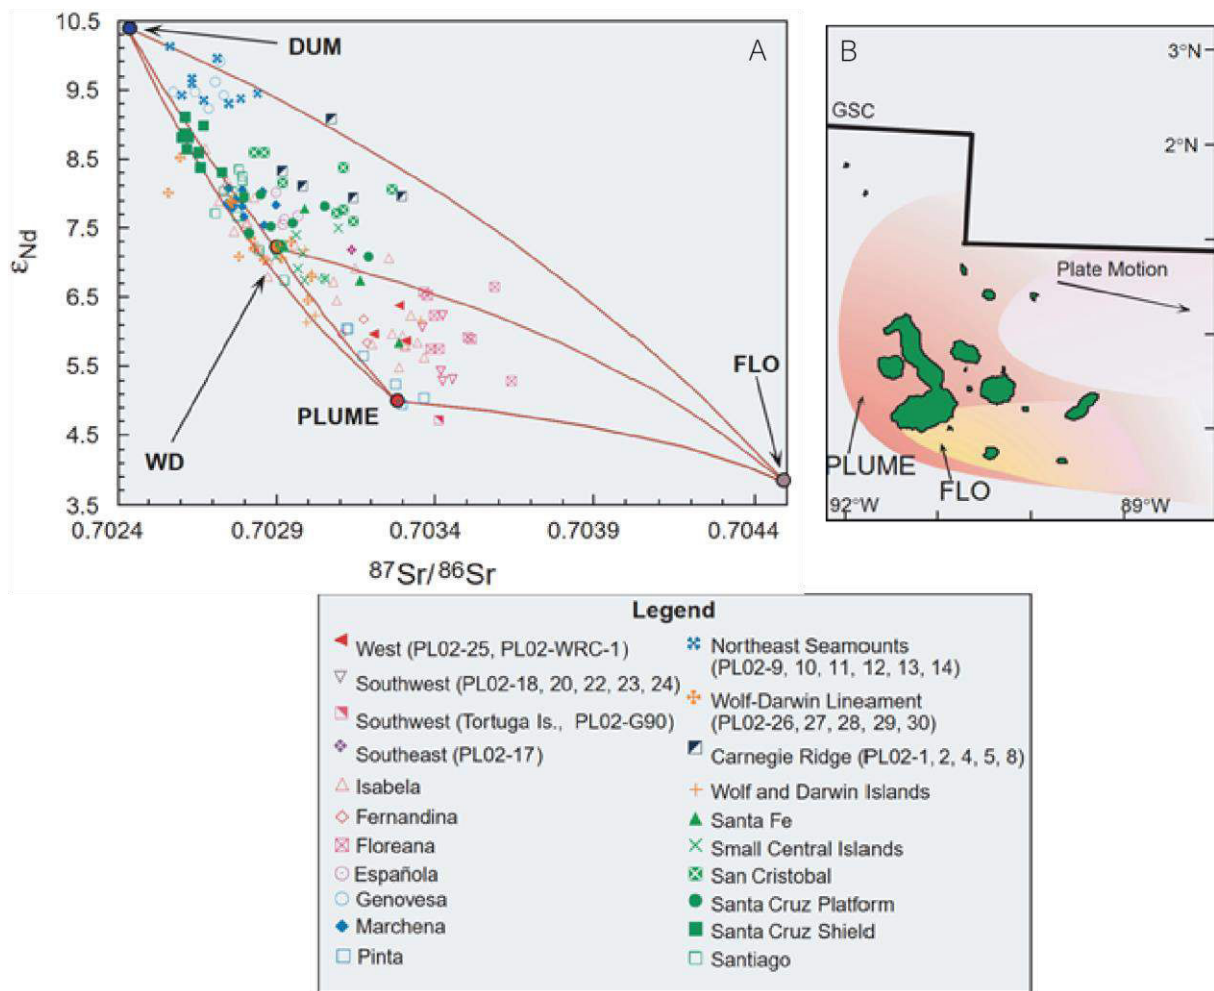 10.5
9.5
8.5
7.5
6.5
5.5
4.5
3.5
εNd
DUM
A
WD
PLUME
FLO
0.7024
0.7029
0.7034
0.7039
0.7044
87Sr/86Sr
B
3°N
GSC
2°N
Plate Motion
PLUME
FLO
92°W
89°W
Legend
West (PL02-25, PL02-WRC-1)
Southwest (PL02-18, 20, 22, 23, 24)
Southwest (Tortuga Is., PL02-G90)
Southeast (PL02-17)
Isabela
Fernandina
Floreana
Española
Genovesa
Marchena
Pinta
Northeast Seamounts
(PL02-9, 10, 11, 12, 13, 14)
Wolf-Darwin Lineament
(PL02-26, 27, 28, 29, 30)
Carnegie Ridge (PL02-1, 2, 4, 5, 8)
Wolf and Darwin Islands
Santa Fe
Small Central Islands
San Cristobal
Santa Cruz Platform
Santa Cruz Shield
Santiago